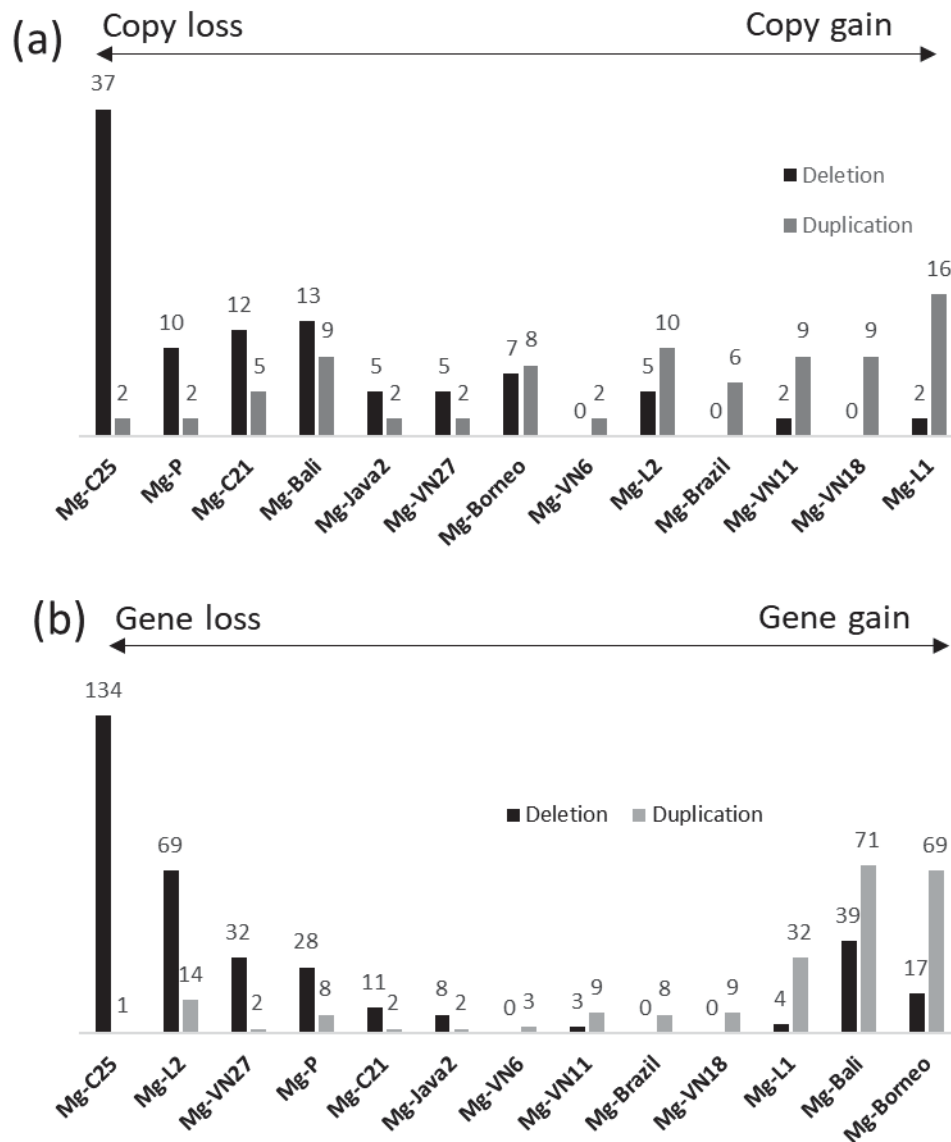 (a)
Copy loss Copy gain
37
2
10
2
12
5
13
9
5
2
5
2
7
8
0
2
5
10
0
6
2
9
0
9
2
16
Deletion
Duplication
Mg-C25
Mg-P
Mg-C21
Mg-Bali
Mg-Java2
Mg-VN27
Mg-Borneo
Mg-VN6
Mg-L2
Mg-Brazil
Mg-VN11
Mg-VN18
Mg-L1
(b)
Gene loss Gene gain
134
1
69
14
32
2
28
8
11
2
8
2
0
3
3
9
0
8
0
9
4
32
39
71
17
69
Deletion Duplication
Mg-C25
Mg-L2
Mg-VN27
Mg-P
Mg-C21
Mg-Java2
Mg-VN6
Mg-VN11
Mg-Brazil
Mg-VN18
Mg-L1
Mg-Bali
Mg-Borneo